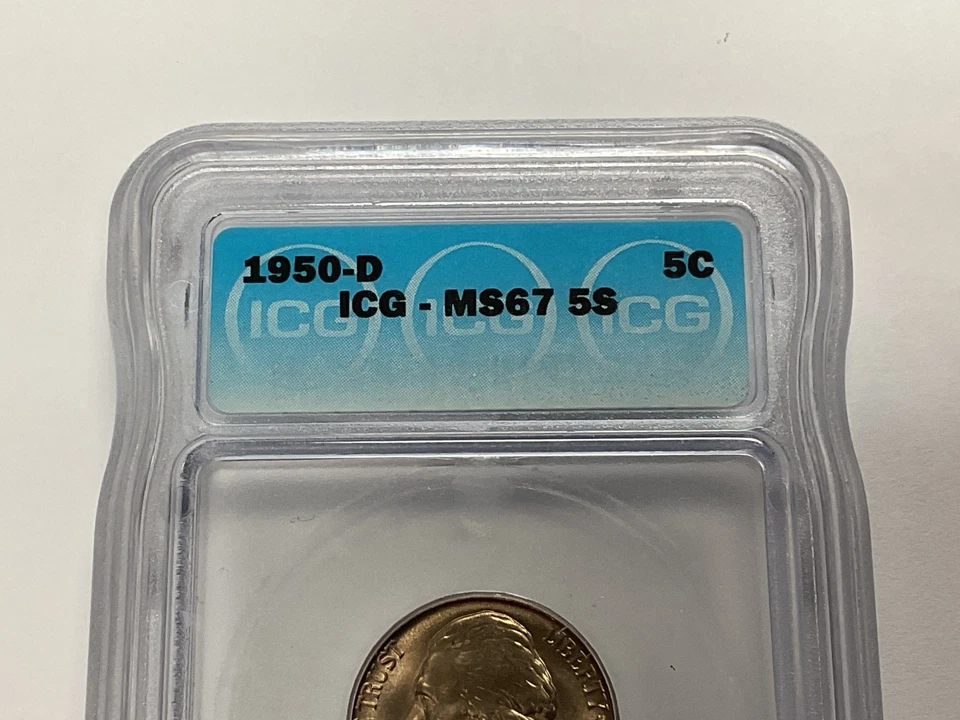 1950-D 5C
ICG - MS67 5S
ICG ICG ICG
TRUST LIBERTY